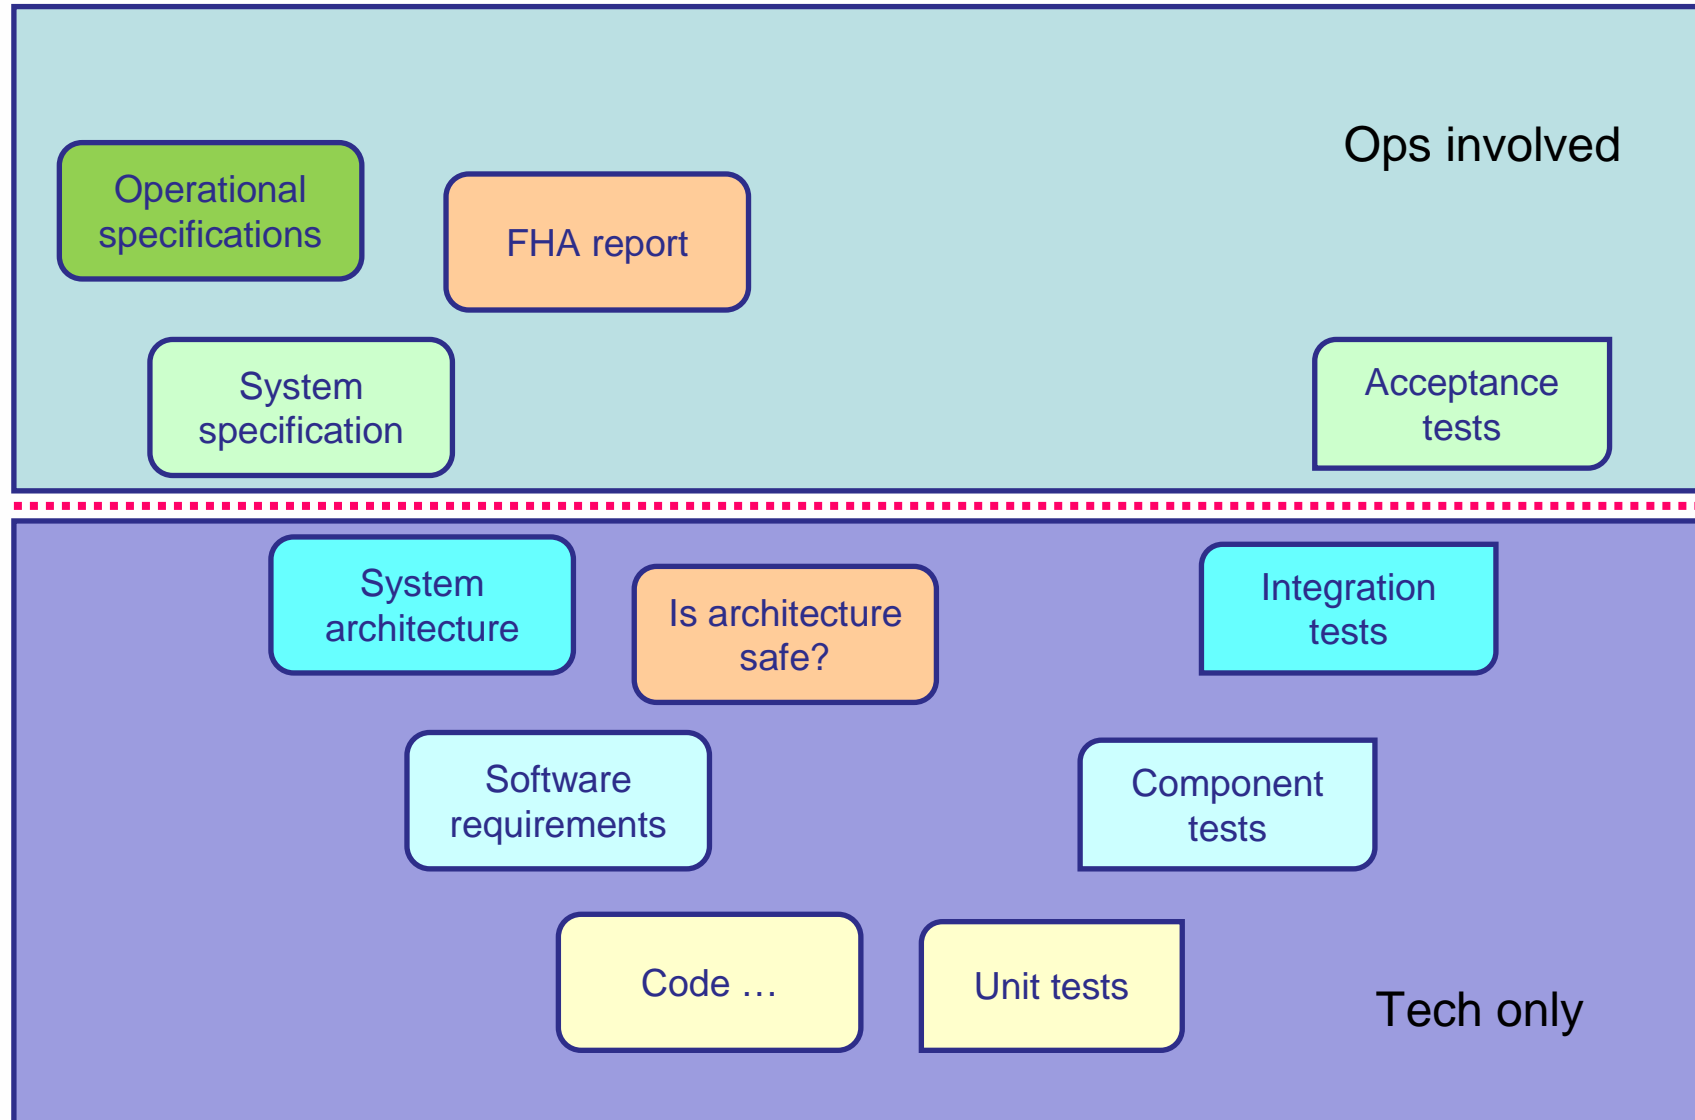 Ops involved
Operational
specifications
FHA report
System
specification
Acceptance
tests
System
architecture
Is architecture
safe?
Integration
tests
Software
requirements
Component
tests
Code …
Unit tests
Tech only